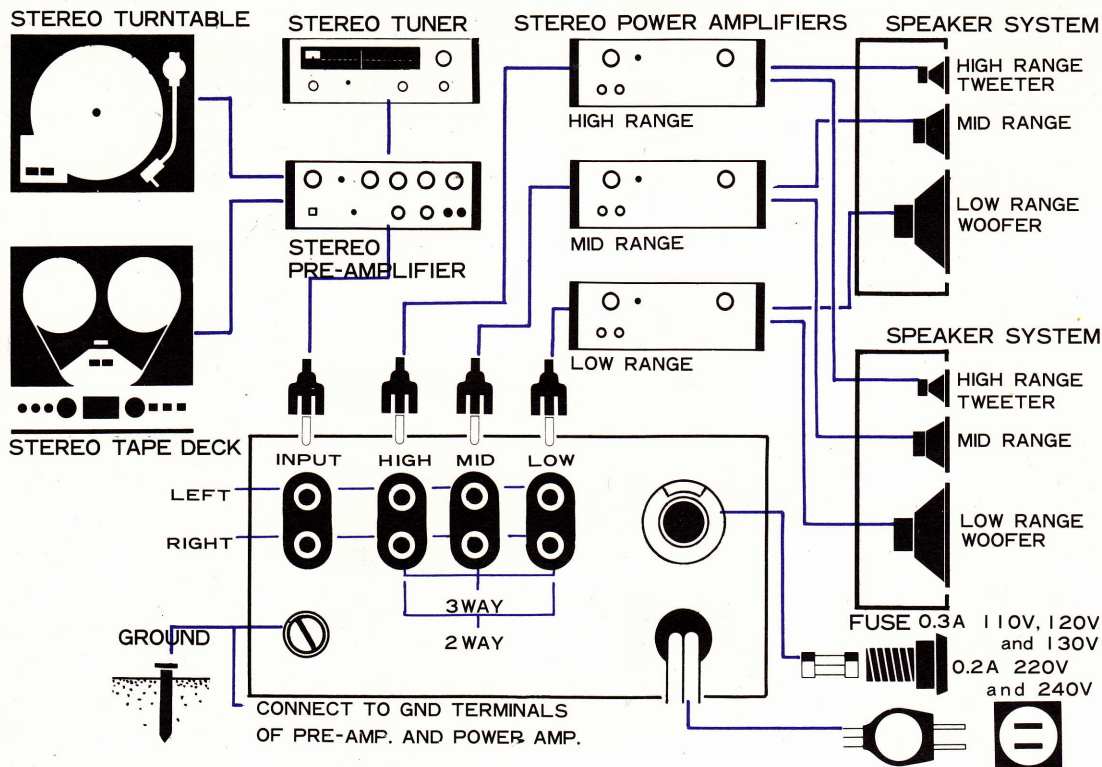 STEREO TURNTABLE
STEREO TUNER
STEREO POWER AMPLIFIERS
SPEAKER SYSTEM
HIGH RANGE
TWEETER
MID RANGE
LOW RANGE
WOOFER
HIGH RANGE
MID RANGE
LOW RANGE
STEREO
PRE-AMPLIFIER
STEREO TAPE DECK
SPEAKER SYSTEM
HIGH RANGE
TWEETER
MID RANGE
LOW RANGE
WOOFER
INPUT HIGH MID LOW
LEFT
RIGHT
3WAY
2WAY
GROUND
CONNECT TO GND TERMINALS
OF PRE-AMP. AND POWER AMP.
FUSE 0.3A 110V, 120V
and 130V
0.2A 220V
and 240V